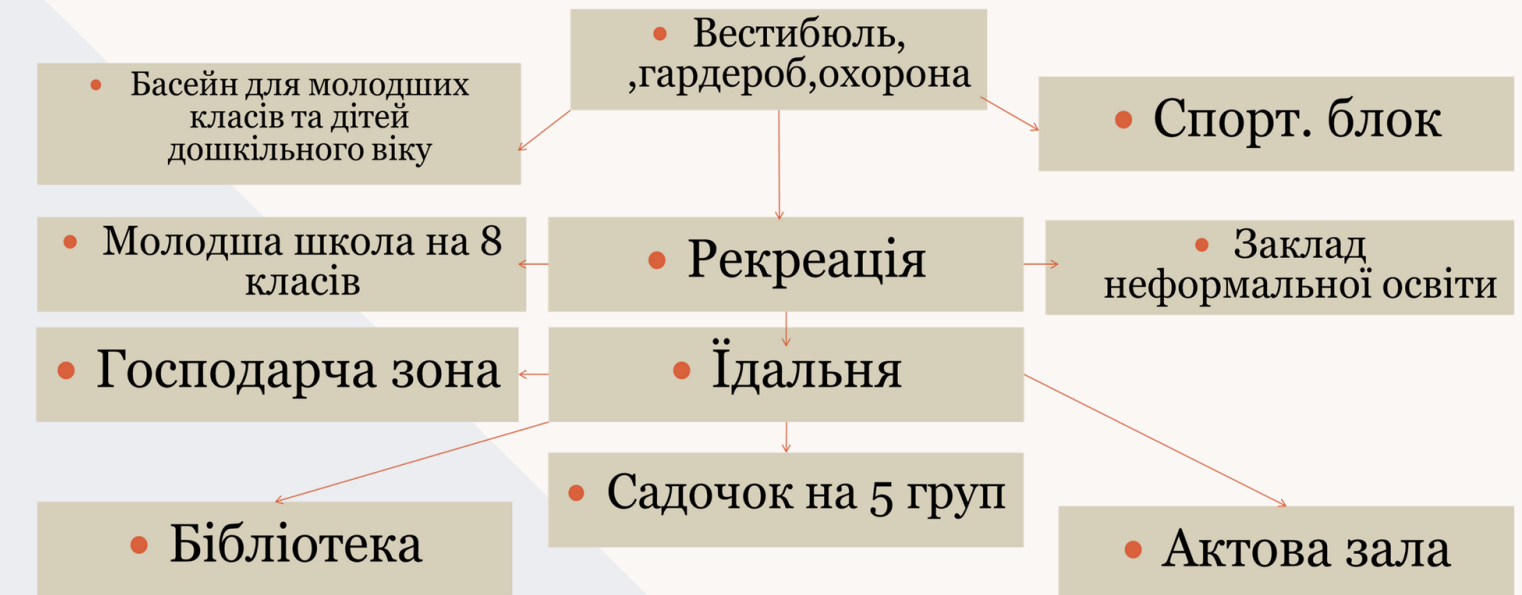 • Вестибюль,
,гардероб,охорона
• Басейн для молодших
класів та дітей
дошкільного віку
• Спорт. блок
• Молодша школа на 8
класів
• Рекреація
• Заклад
неформальної освіти
• Господарча зона
• Їдальня
• Садочок на 5 груп
• Бібліотека
• Актова зала